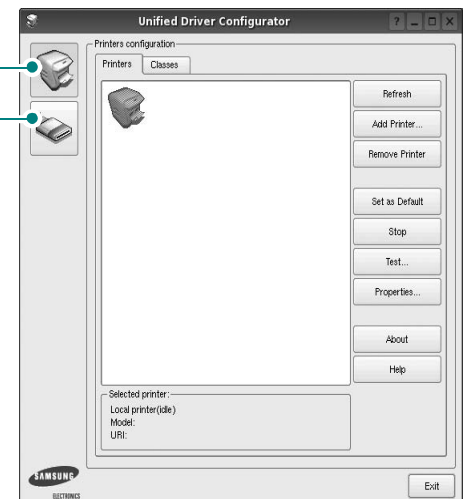 Unified Driver Configurator
Printers configuration
Printers
Classes
Refresh
Add Printer...
Remove Printer
Set as Default
Stop
Test...
Properties...
About
Help
Selected printer:
Local printer(idle)
Model:
URI:
SAMSUNG
ELECTRONICS
Exit